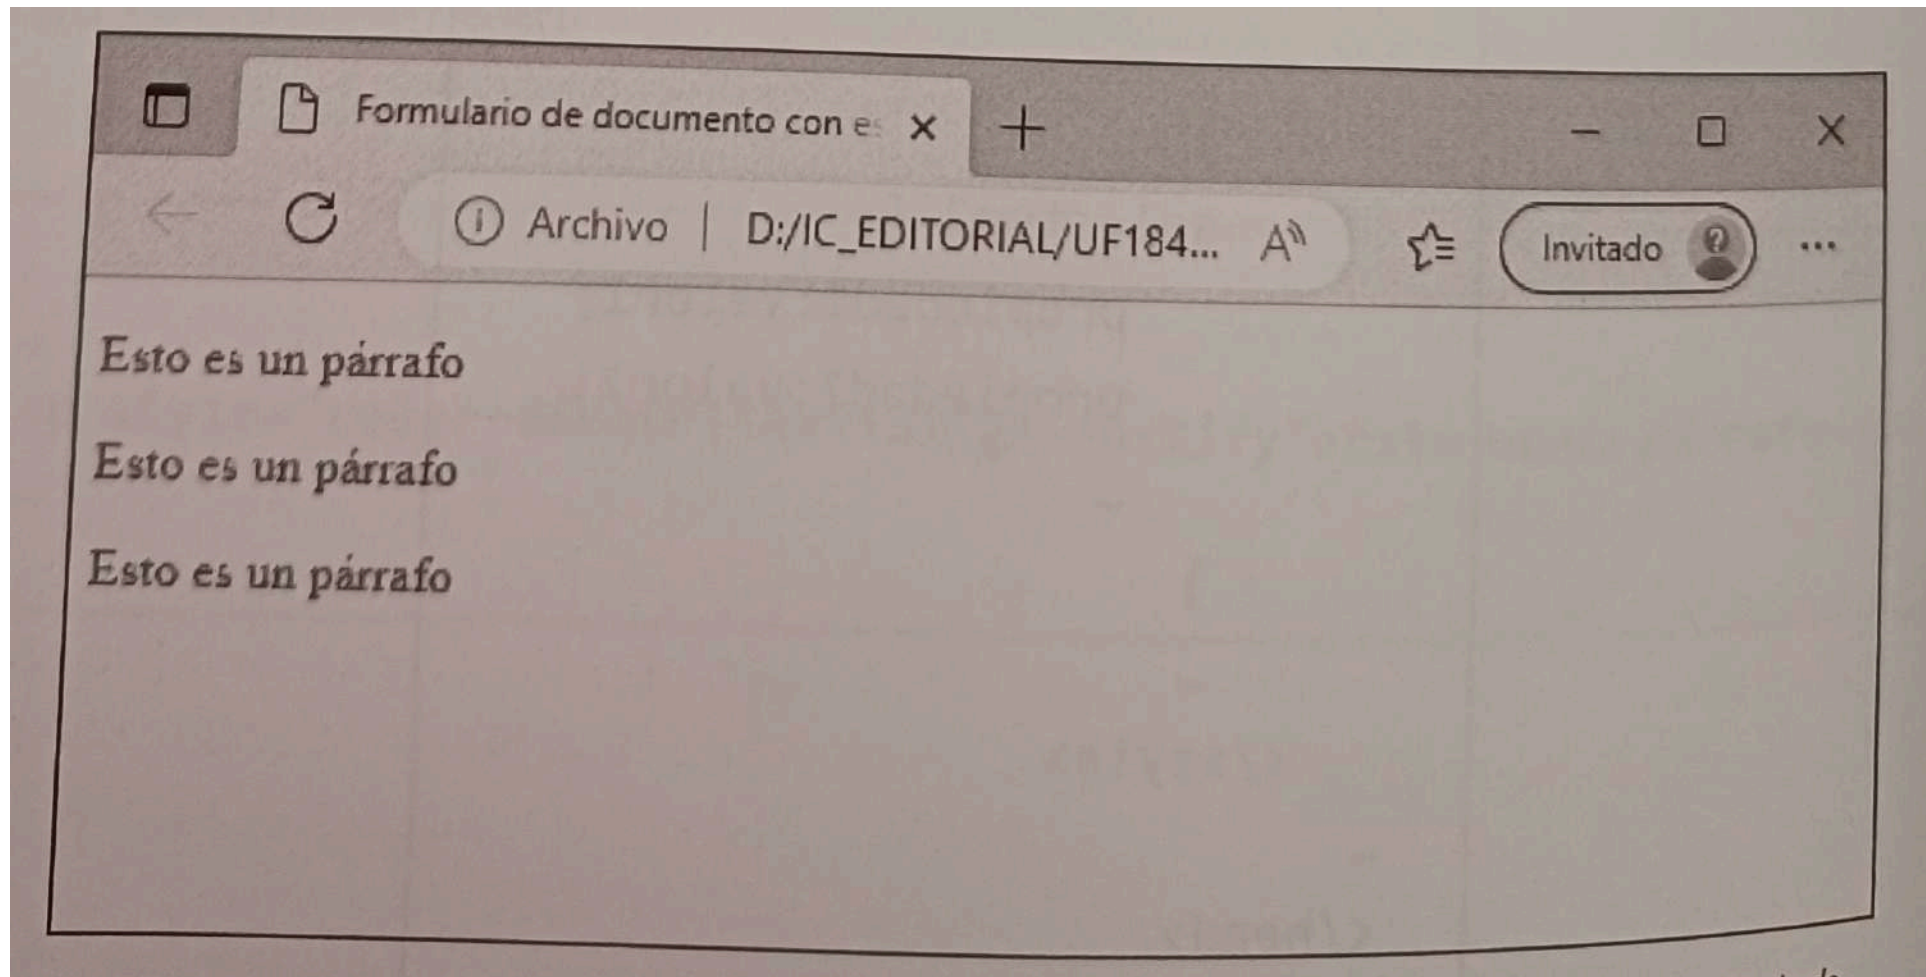 Formulario de documento con e
Archivo | D:/IC_EDITORIAL/UF184... A Invitado
Esto es un párrafo
Esto es un párrafo
Esto es un párrafo